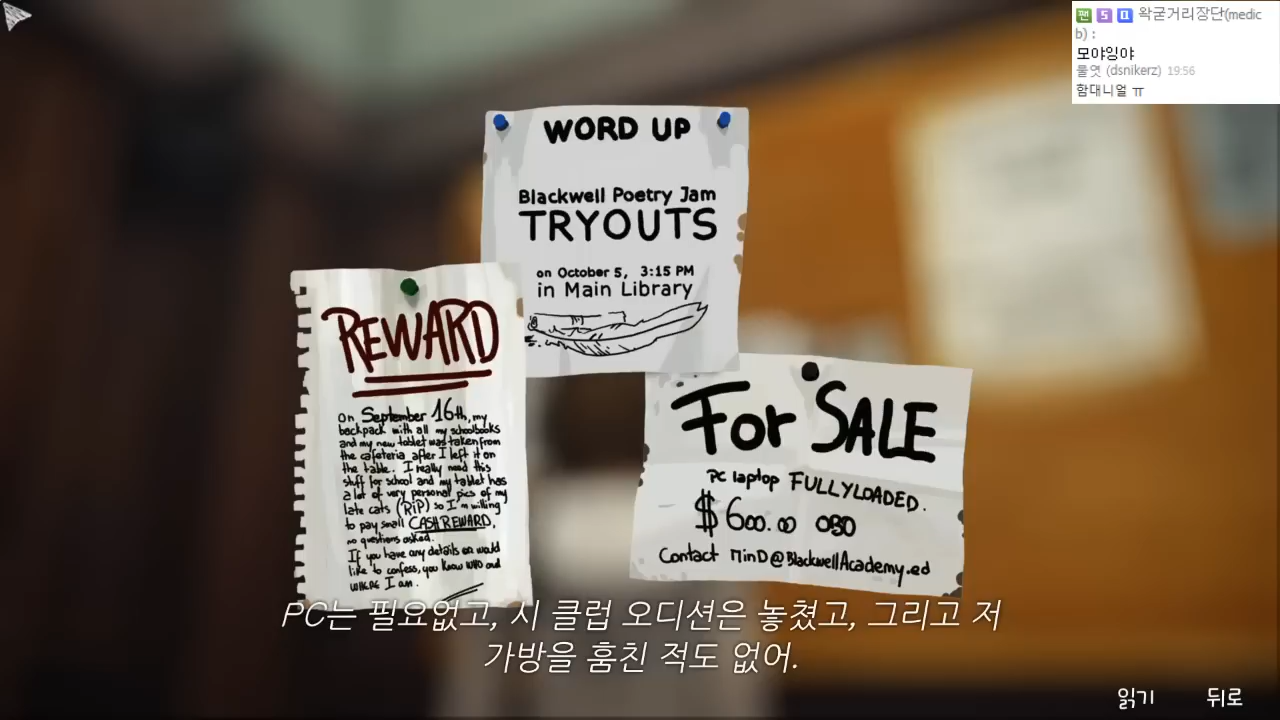 팬 S Q 왁굳거리장단(medic
b) :
모야잉야
물엿 (dsnikerz) 19:56
함대니얼 ㅠ
WORD UP
Blackwell Poetry Jam
TRYOUTS
on October 5, 3:15 PM
in Main Library
REWARD
On September 16th, my
backpack with all my schoolbooks
and my new tablet was taken from
the cafeteria after I left it on
the table. I really need this
stuff for school and my tablet has
a lot of very personal pics of my
late cats (RiP) so I'm willing
to pay small CASH REWARD,
no questions asked.
If you have any details or would
like to confess, you know WHO and
WHERE I am.
For SALE
PC laptop FULLYLOADED.
$600.00 OBO
Contact MinD@BlackwellAcademy.ed
PC는 필요없고, 시 클럽 오디션은 놓쳤고, 그리고 저
가방을 훔친 적도 없어.
읽기 뒤로